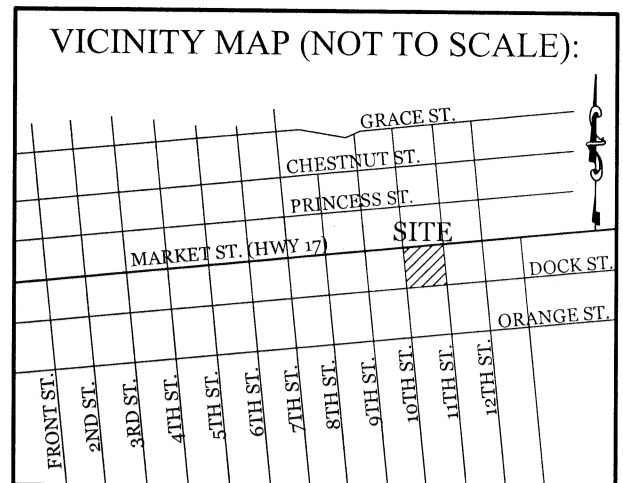 VICINITY MAP (NOT TO SCALE):
GRACE ST.
CHESTNUT ST.
PRINCESS ST.
SITE
MARKET ST. (HWY 17)
DOCK ST.
ORANGE ST.
FRONT ST.
2ND ST.
3RD ST.
4TH ST.
5TH ST.
6TH ST.
7TH ST.
8TH ST.
9TH ST.
10TH ST.
11TH ST.
12TH ST.